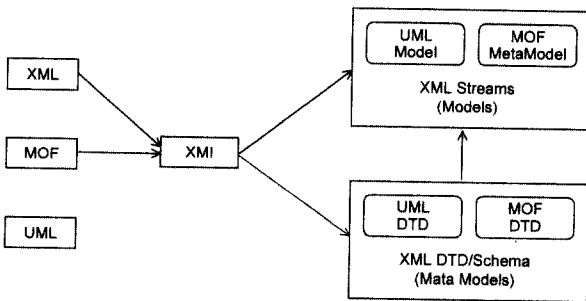 XML
MOF
UML
XMI
UML
Model
MOF
MetaModel
XML Streams
(Models)
UML
DTD
MOF
DTD
XML DTD/Schema
(Mata Models)